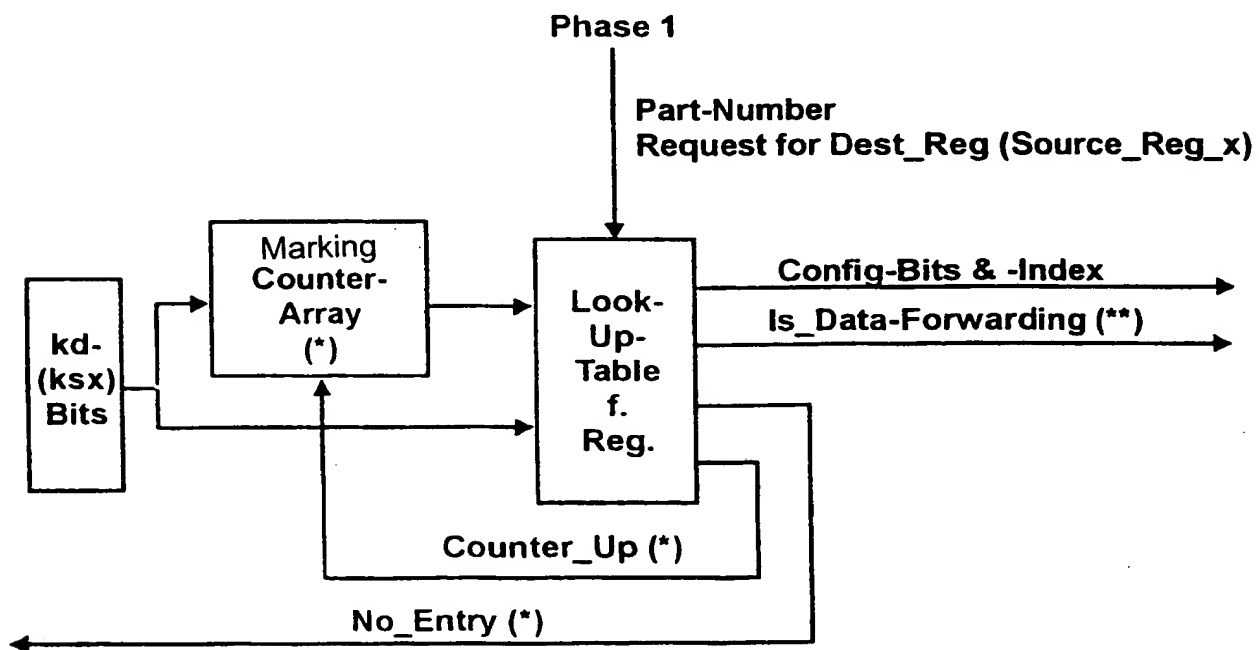 Phase 1
Part-Number
Request for Dest_Reg (Source_Reg_x)
Marking
Counter-
Array
(*)
kd-
(ksx)
Bits
Look-
Up-
Table
f.
Reg.
Config-Bits & -Index
Is_Data-Forwarding (**)
Counter_Up (*)
No_Entry (*)